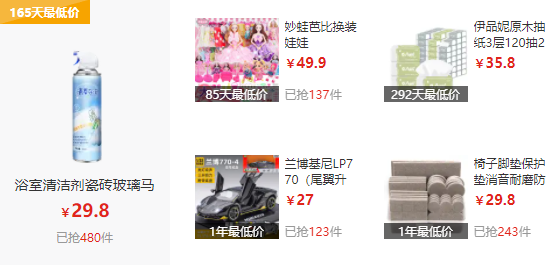 165天最低价
浴室清洁剂瓷砖玻璃马
￥29.8
已抢480件
妙蛙芭比换装
娃娃
￥49.9
85天最低价
已抢137件
伊品妮原木抽
纸3层120抽2
￥35.8
292天最低价
兰博770-4
兰博基尼LP7
70（尾翼升
￥27
1年最低价
已抢123件
椅子脚垫保护
垫消音耐磨防
￥29.8
1年最低价
已抢243件